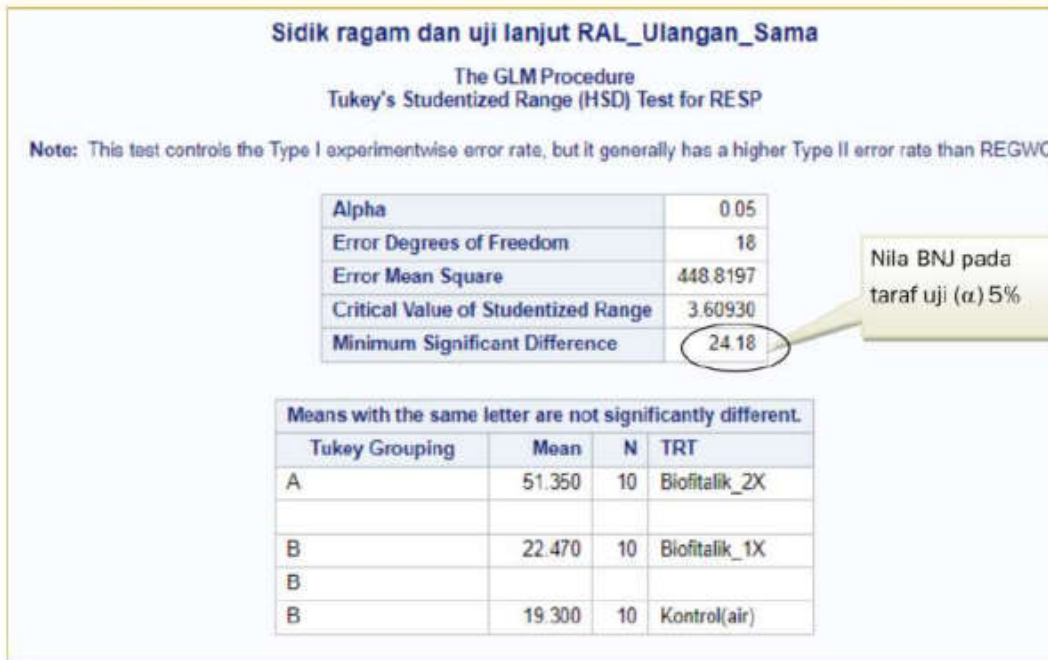 Sidik ragam dan uji lanjut RAL_Ulangan_Sama
The GLM Procedure
Tukey's Studentized Range (HSD) Test for RESP
Note: This test controls the Type I experimentwise error rate, but it generally has a higher Type II error rate than REGWQ
Alpha 0.05
Error Degrees of Freedom 18
Error Mean Square 448.8197
Critical Value of Studentized Range 3.60930
Minimum Significant Difference 24.18
Nila BNJ pada
taraf uji (α) 5%
Means with the same letter are not significantly different.
Tukey Grouping Mean N TRT
A 51.350 10 Biofitalik_2X
B 22.470 10 Biofitalik_1X
B
B 19.300 10 Kontrol(air)